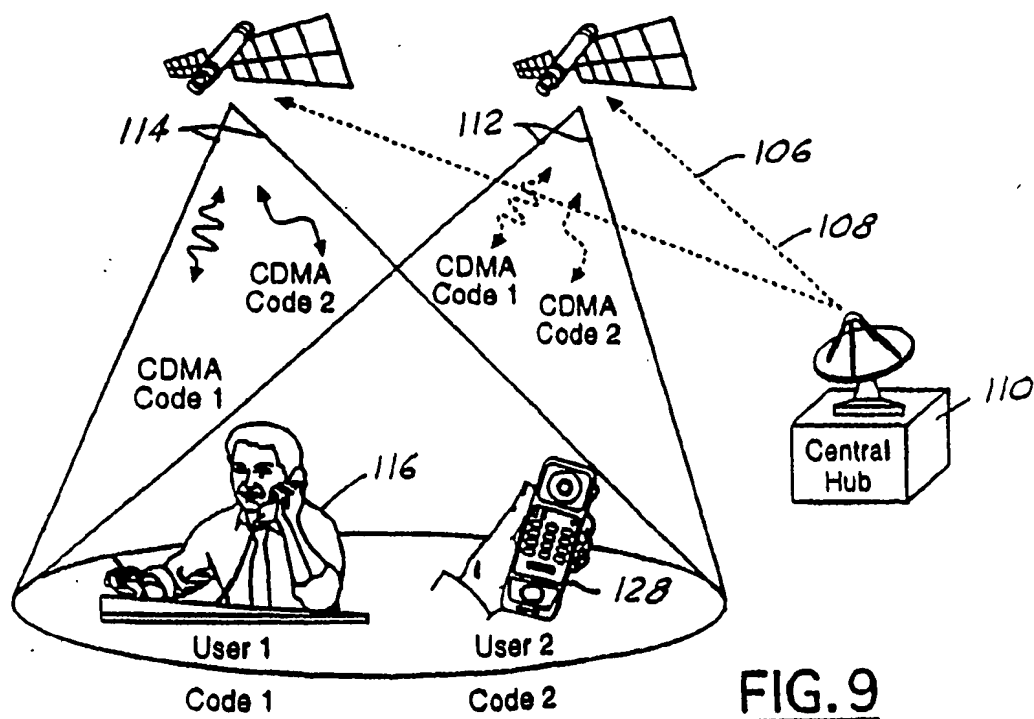 114
112
106
108
CDMA
Code 2
CDMA
Code 1
CDMA
Code 2
CDMA
Code 1
110
Central
Hub
116
128
User 1
User 2
Code 1
Code 2
FIG. 9